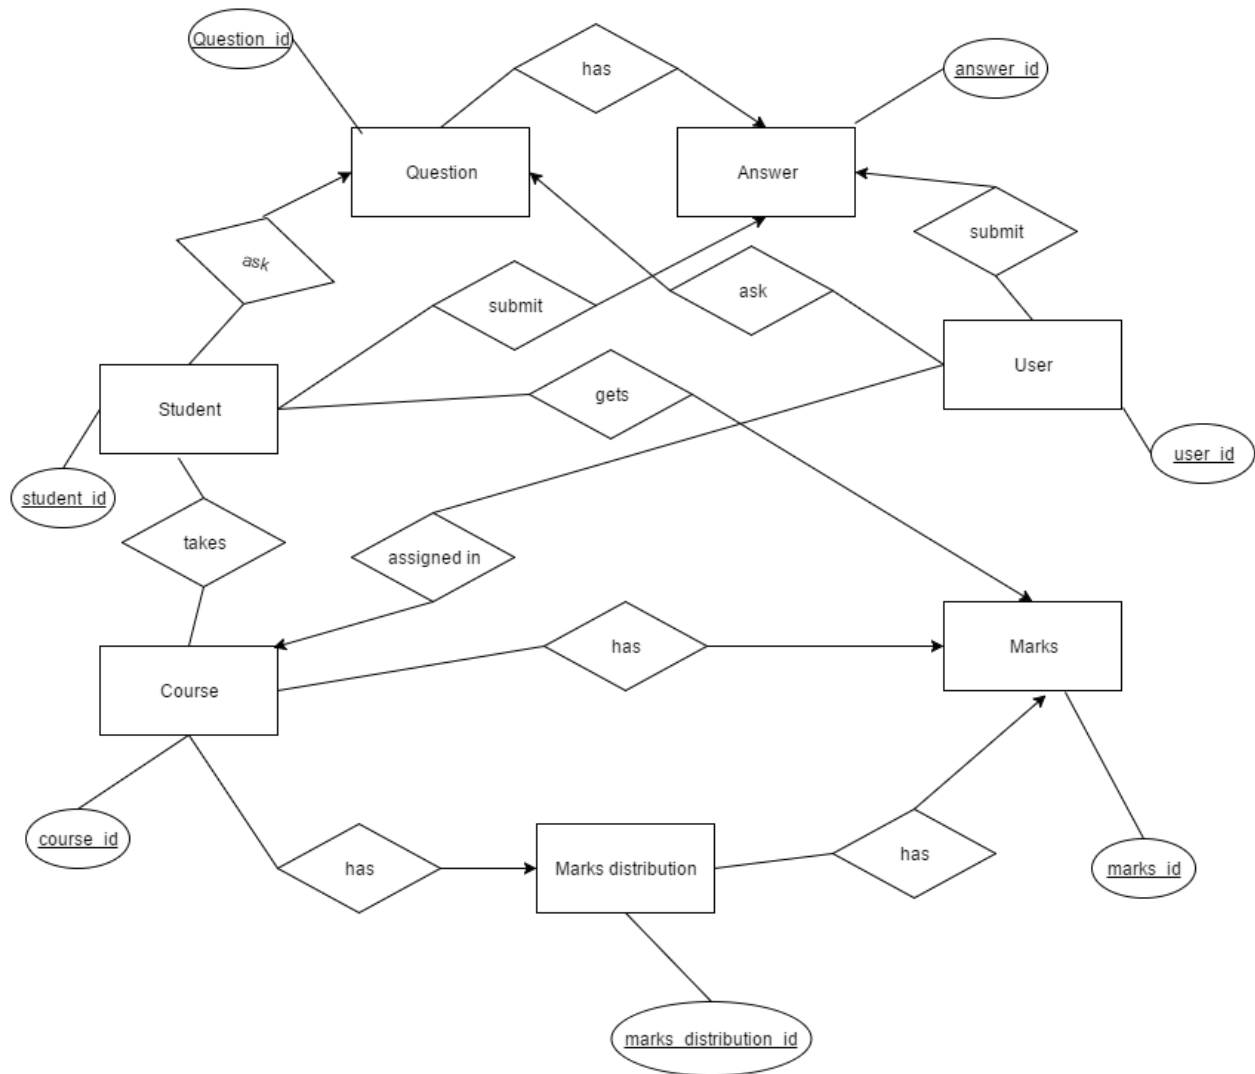 Question_id
has
answer_id
Question
Answer
ask
submit
submit
ask
User
Student
gets
user_id
student_id
takes
assigned in
has
Marks
Course
course_id
has
Marks distribution
has
marks_id
marks_distribution_id